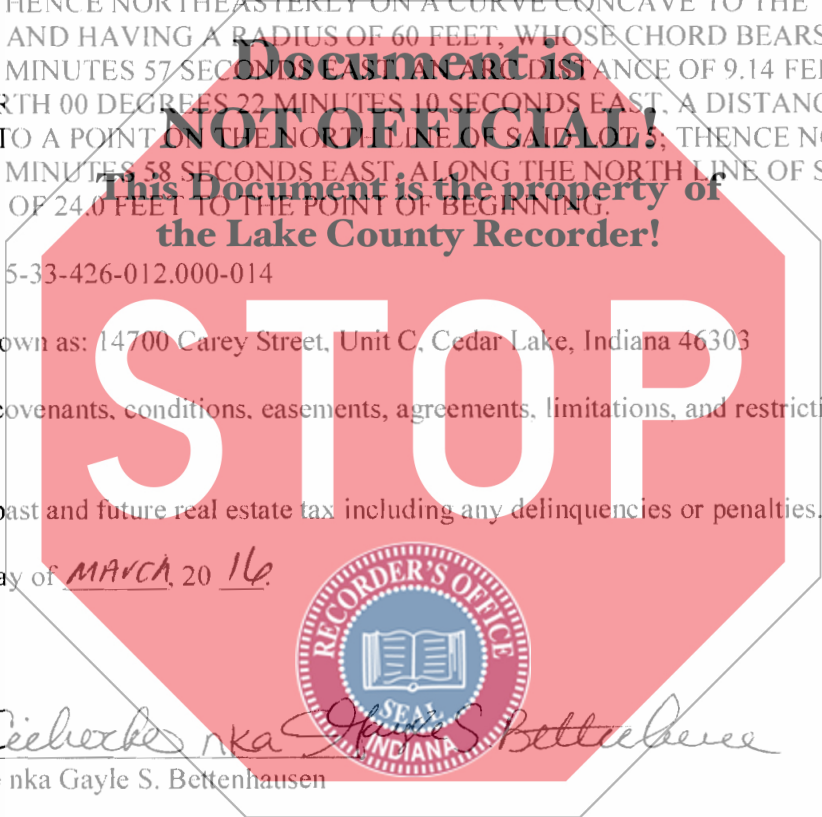 HENCE NORTHEASTERLY ON A CURVE CONCAVE TO THE
AND HAVING A RADIUS OF 60 FEET, WHOSE CHORD BEARS
MINUTES 57 SECONDS EAST, AN ARC DISTANCE OF 9.14 FEE
RTH 00 DEGREES 22 MINUTES 10 SECONDS EAST, A DISTANC
TO A POINT ON THE NORTH LINE OF SAID LOT 5; THENCE NO
MINUTES 58 SECONDS EAST, ALONG THE NORTH LINE OF S
OF 24.0 FEET TO THE POINT OF BEGINNING.
Document is
NOT OFFICIAL!
This Document is the property of
the Lake County Recorder!
5-33-426-012.000-014
own as: 14700 Carey Street, Unit C, Cedar Lake, Indiana 46303
STOP
covenants, conditions, easements, agreements, limitations, and restricti
past and future real estate tax including any delinquencies or penalties.
ay of MArch, 20 16.
RECORDER'S OFFICE
SEAL
INDIANA
nka Gayle S Bettenhausen
nka Gayle S. Bettenhausen